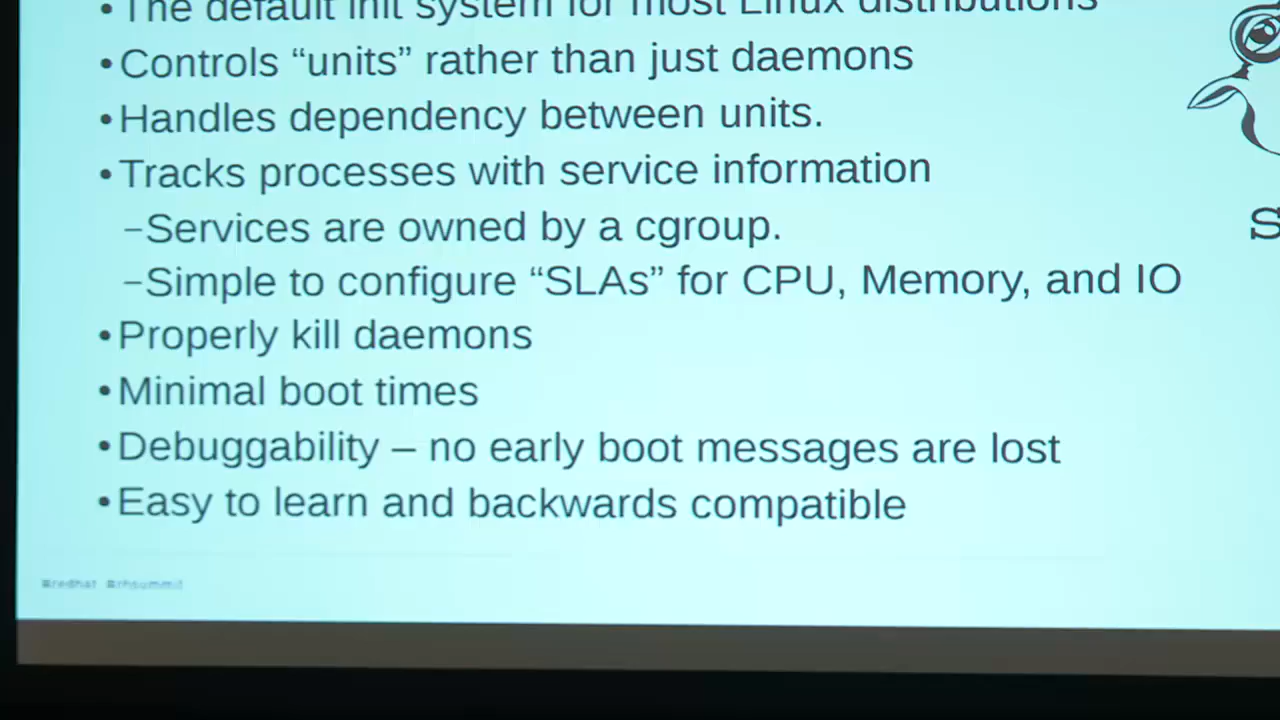 • The default init system for most Linux distributions
• Controls “units” rather than just daemons
• Handles dependency between units.
• Tracks processes with service information
–Services are owned by a cgroup.
–Simple to configure “SLAs” for CPU, Memory, and IO
• Properly kill daemons
• Minimal boot times
• Debuggability – no early boot messages are lost
• Easy to learn and backwards compatible
#redhat #rhsummit
S